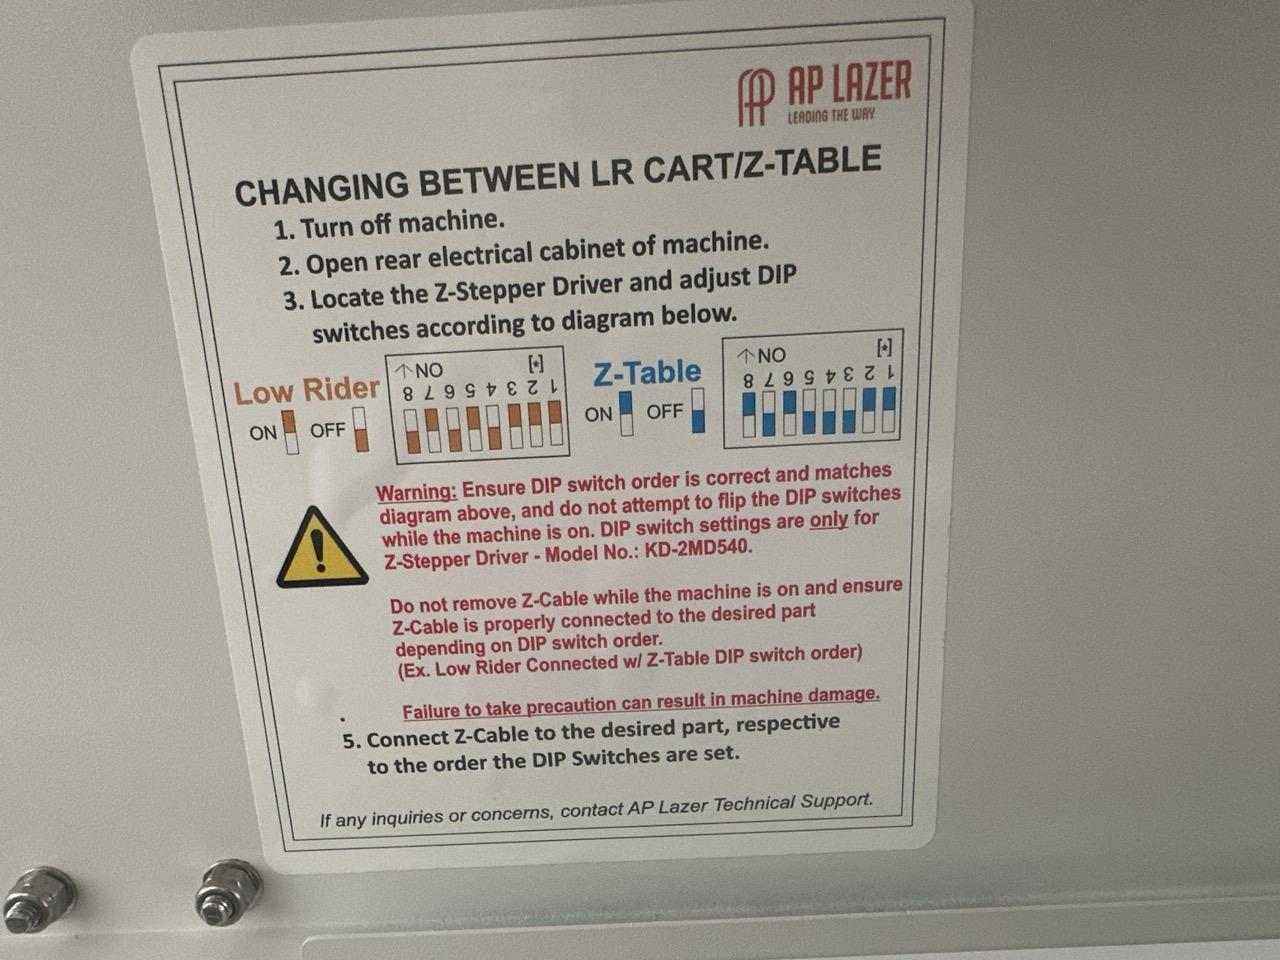 AP LAZER
LEADING THE WAY
CHANGING BETWEEN LR CART/Z-TABLE
1. Turn off machine.
2. Open rear electrical cabinet of machine.
3. Locate the Z-Stepper Driver and adjust DIP
switches according to diagram below.
Low Rider
ON OFF
↑NO [*]
8 7 6 5 4 3 2 1
Z-Table
ON OFF
↑NO [*]
8 7 6 5 4 3 2 1
Warning: Ensure DIP switch order is correct and matches
diagram above, and do not attempt to flip the DIP switches
while the machine is on. DIP switch settings are only for
Z-Stepper Driver - Model No.: KD-2MD540.
Do not remove Z-Cable while the machine is on and ensure
Z-Cable is properly connected to the desired part
depending on DIP switch order.
(Ex. Low Rider Connected w/ Z-Table DIP switch order)
Failure to take precaution can result in machine damage.
.
5. Connect Z-Cable to the desired part, respective
to the order the DIP Switches are set.
If any inquiries or concerns, contact AP Lazer Technical Support.